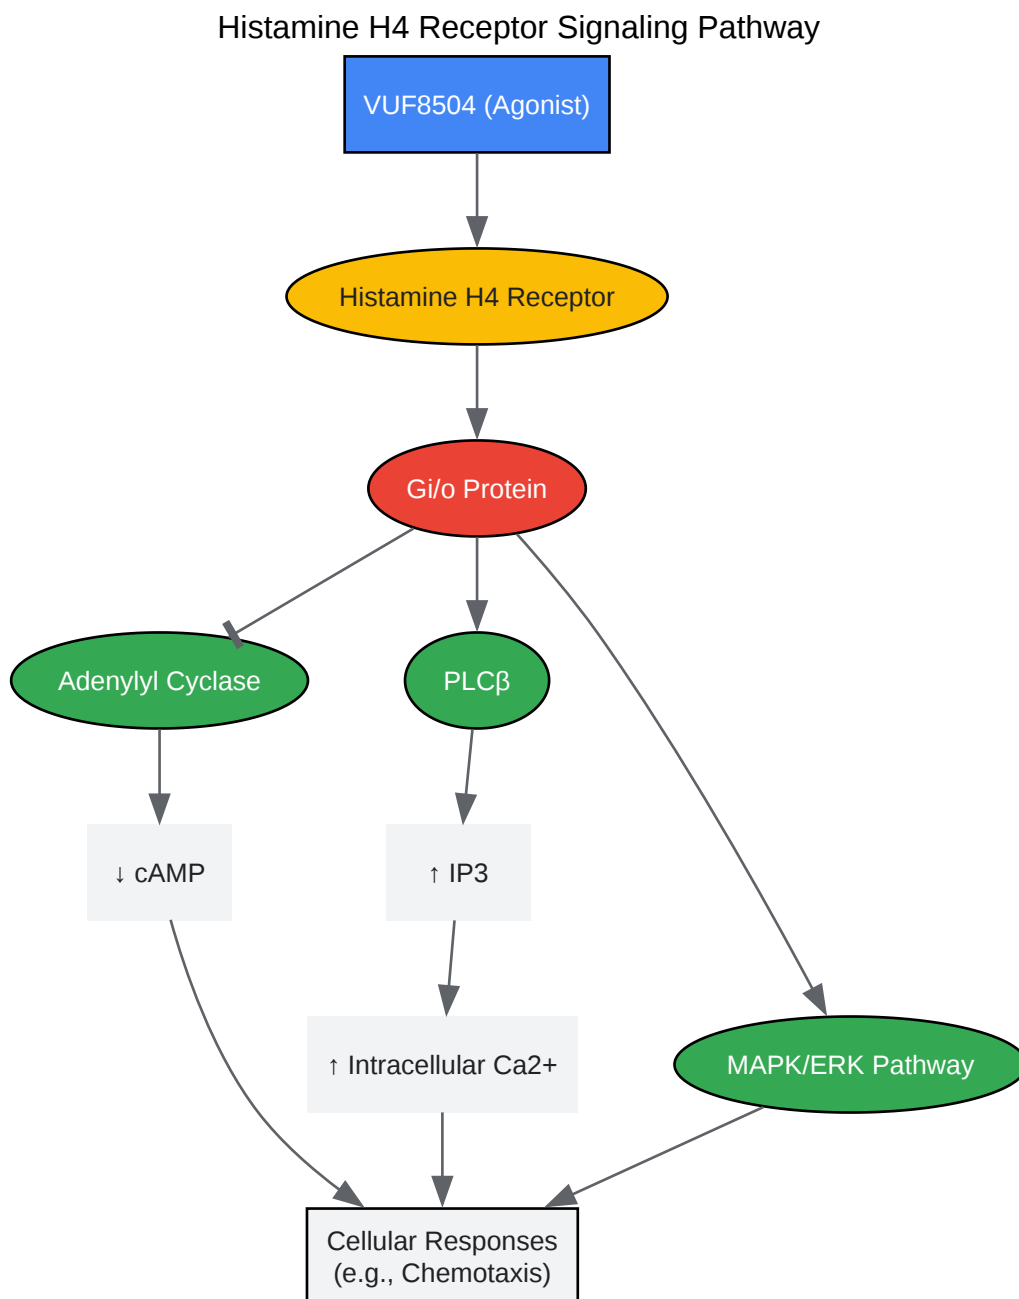 Histamine H4 Receptor Signaling Pathway
VUF8504 (Agonist)
Histamine H4 Receptor
Gi/o Protein
Adenylyl Cyclase
PLCβ
↓ cAMP
↑ IP3
↑ Intracellular Ca2+
MAPK/ERK Pathway
Cellular Responses
(e.g., Chemotaxis)